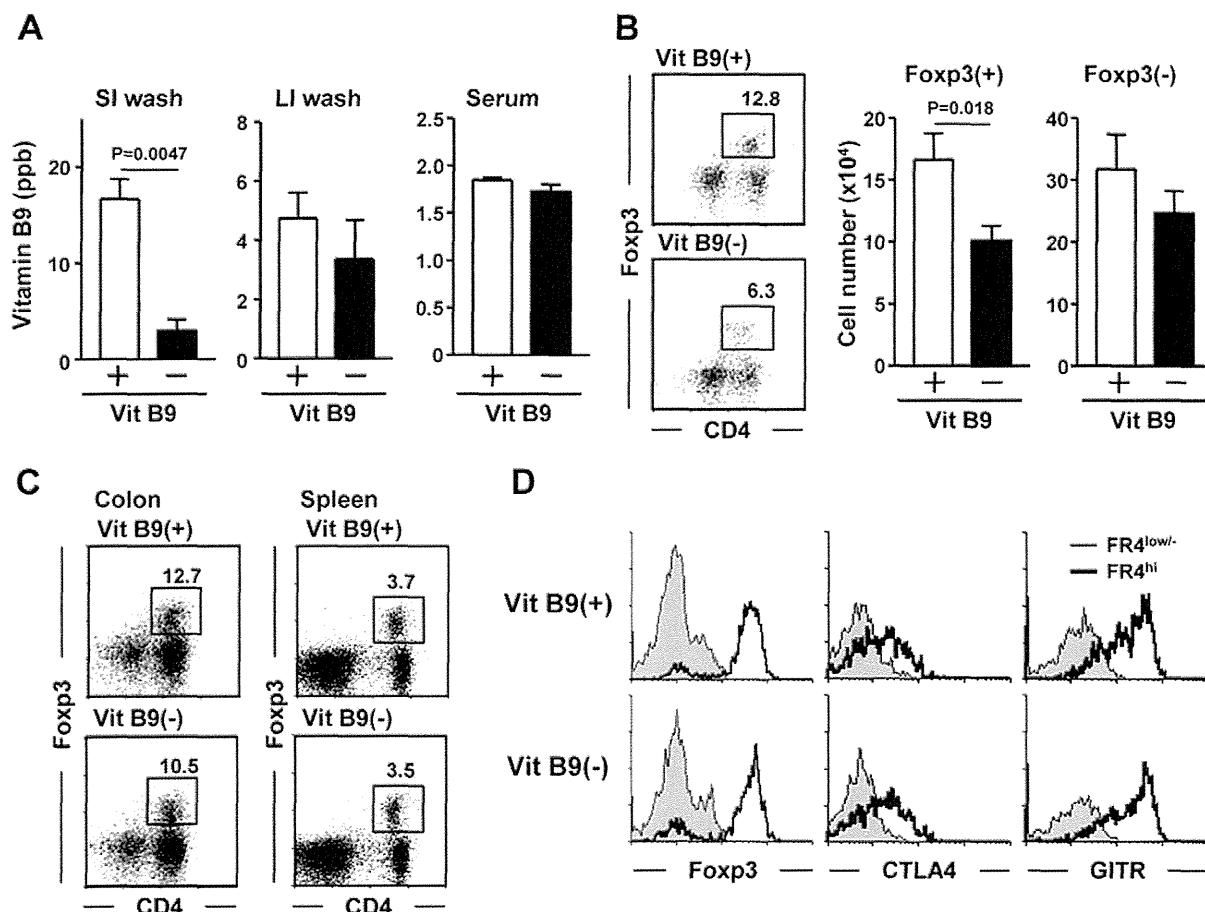 A
SI wash
LI wash
Serum
Vitamin B9 (ppb)
20
10
0
8
6
4
2
0
2.5
2.0
1.5
1.0
0.5
0
P=0.0047
+ −
+ −
+ −
Vit B9
Vit B9
Vit B9
B
Vit B9(+)
12.8
Vit B9(-)
6.3
Foxp3
CD4
Foxp3(+)
Foxp3(-)
P=0.018
Cell number (x10⁴)
20
15
10
5
0
40
30
20
10
0
+ −
+ −
Vit B9
Vit B9
C
Colon
Spleen
Vit B9(+)
Vit B9(+)
12.7
3.7
Vit B9(-)
Vit B9(-)
10.5
3.5
Foxp3
Foxp3
CD4
CD4
D
FR4low/-
FR4hi
Vit B9(+)
Vit B9(-)
Foxp3
CTLA4
GITR